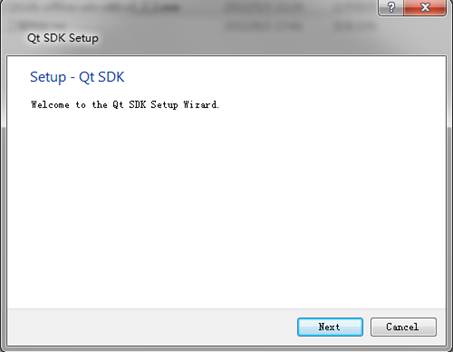 Qt SDK Setup
Setup - Qt SDK
Welcome to the Qt SDK Setup Wizard.
Next
Cancel